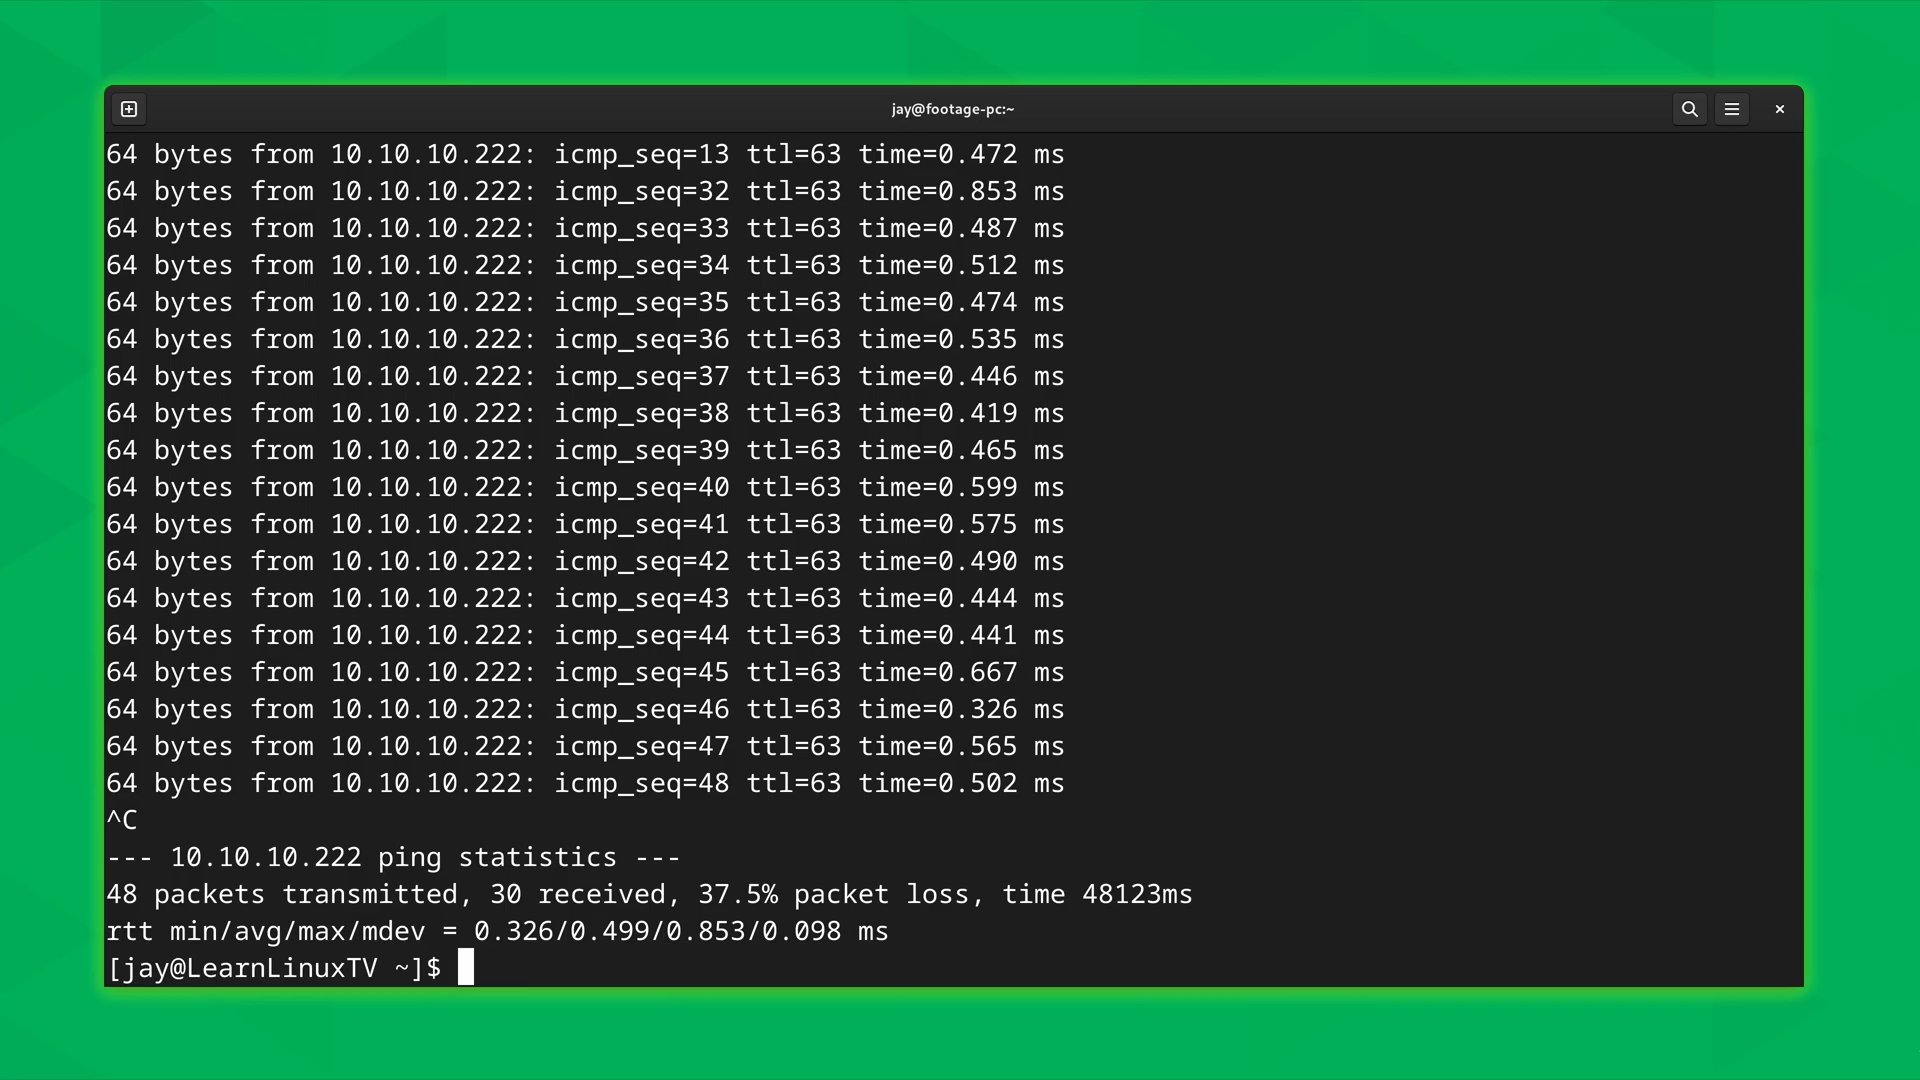 jay@footage-pc:~
64 bytes from 10.10.10.222: icmp_seq=13 ttl=63 time=0.472 ms
64 bytes from 10.10.10.222: icmp_seq=32 ttl=63 time=0.853 ms
64 bytes from 10.10.10.222: icmp_seq=33 ttl=63 time=0.487 ms
64 bytes from 10.10.10.222: icmp_seq=34 ttl=63 time=0.512 ms
64 bytes from 10.10.10.222: icmp_seq=35 ttl=63 time=0.474 ms
64 bytes from 10.10.10.222: icmp_seq=36 ttl=63 time=0.535 ms
64 bytes from 10.10.10.222: icmp_seq=37 ttl=63 time=0.446 ms
64 bytes from 10.10.10.222: icmp_seq=38 ttl=63 time=0.419 ms
64 bytes from 10.10.10.222: icmp_seq=39 ttl=63 time=0.465 ms
64 bytes from 10.10.10.222: icmp_seq=40 ttl=63 time=0.599 ms
64 bytes from 10.10.10.222: icmp_seq=41 ttl=63 time=0.575 ms
64 bytes from 10.10.10.222: icmp_seq=42 ttl=63 time=0.490 ms
64 bytes from 10.10.10.222: icmp_seq=43 ttl=63 time=0.444 ms
64 bytes from 10.10.10.222: icmp_seq=44 ttl=63 time=0.441 ms
64 bytes from 10.10.10.222: icmp_seq=45 ttl=63 time=0.667 ms
64 bytes from 10.10.10.222: icmp_seq=46 ttl=63 time=0.326 ms
64 bytes from 10.10.10.222: icmp_seq=47 ttl=63 time=0.565 ms
64 bytes from 10.10.10.222: icmp_seq=48 ttl=63 time=0.502 ms
^C
--- 10.10.10.222 ping statistics ---
48 packets transmitted, 30 received, 37.5% packet loss, time 48123ms
rtt min/avg/max/mdev = 0.326/0.499/0.853/0.098 ms
[jay@LearnLinuxTV ~]$